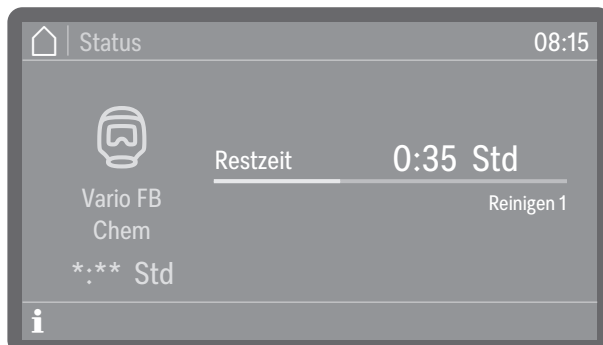 Status 08:15
Restzeit 0:35 Std
Vario FB
Reinigen 1
Chem
*:** Std
i